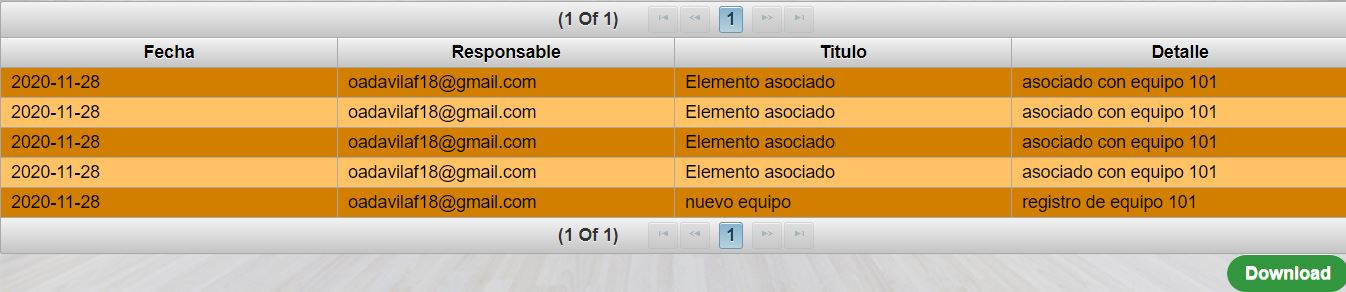 (1 Of 1) 1
Fecha Responsable Titulo Detalle
2020-11-28 oadavilaf18@gmail.com Elemento asociado asociado con equipo 101
2020-11-28 oadavilaf18@gmail.com Elemento asociado asociado con equipo 101
2020-11-28 oadavilaf18@gmail.com Elemento asociado asociado con equipo 101
2020-11-28 oadavilaf18@gmail.com Elemento asociado asociado con equipo 101
2020-11-28 oadavilaf18@gmail.com nuevo equipo registro de equipo 101
(1 Of 1) 1
Download